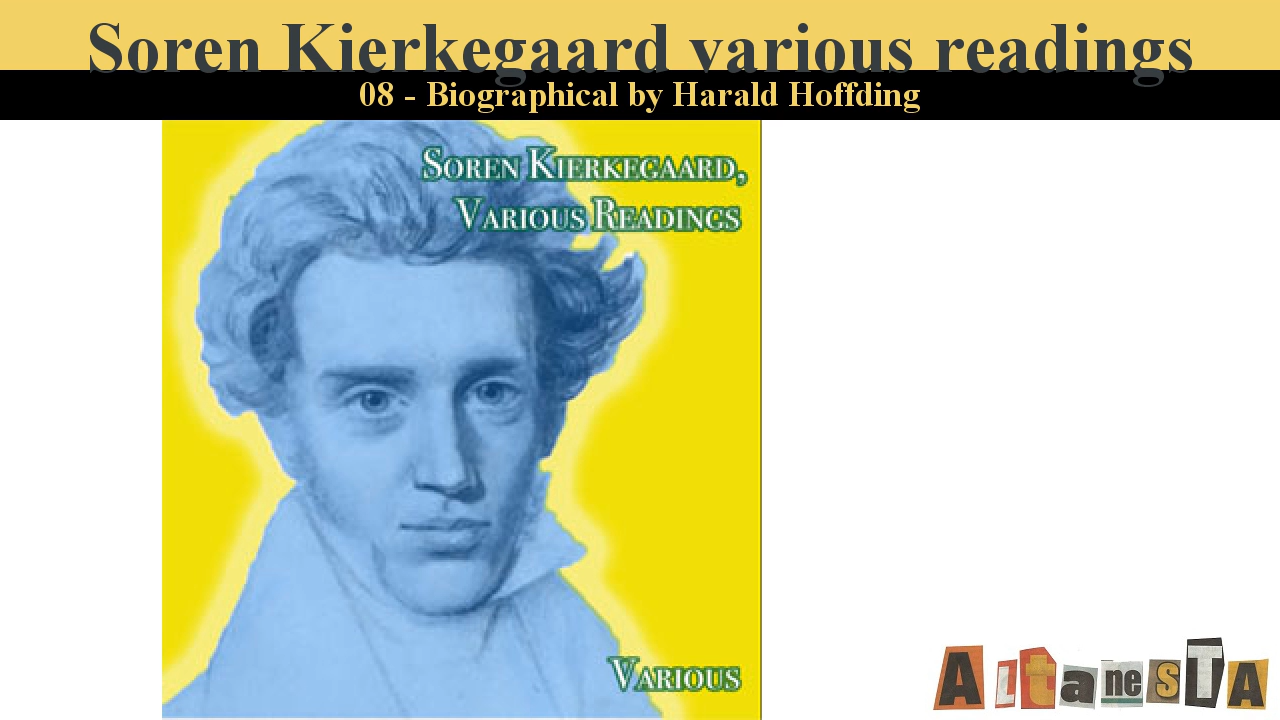 Soren Kierkegaard various readings
08 - Biographical by Harald Hoffding
Soren Kierkegaard,
Various Readings
Various
AltanesTA